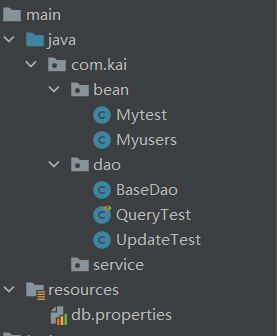 main
java
com.kai
bean
Mytest
Myusers
dao
BaseDao
QueryTest
UpdateTest
service
resources
db.properties